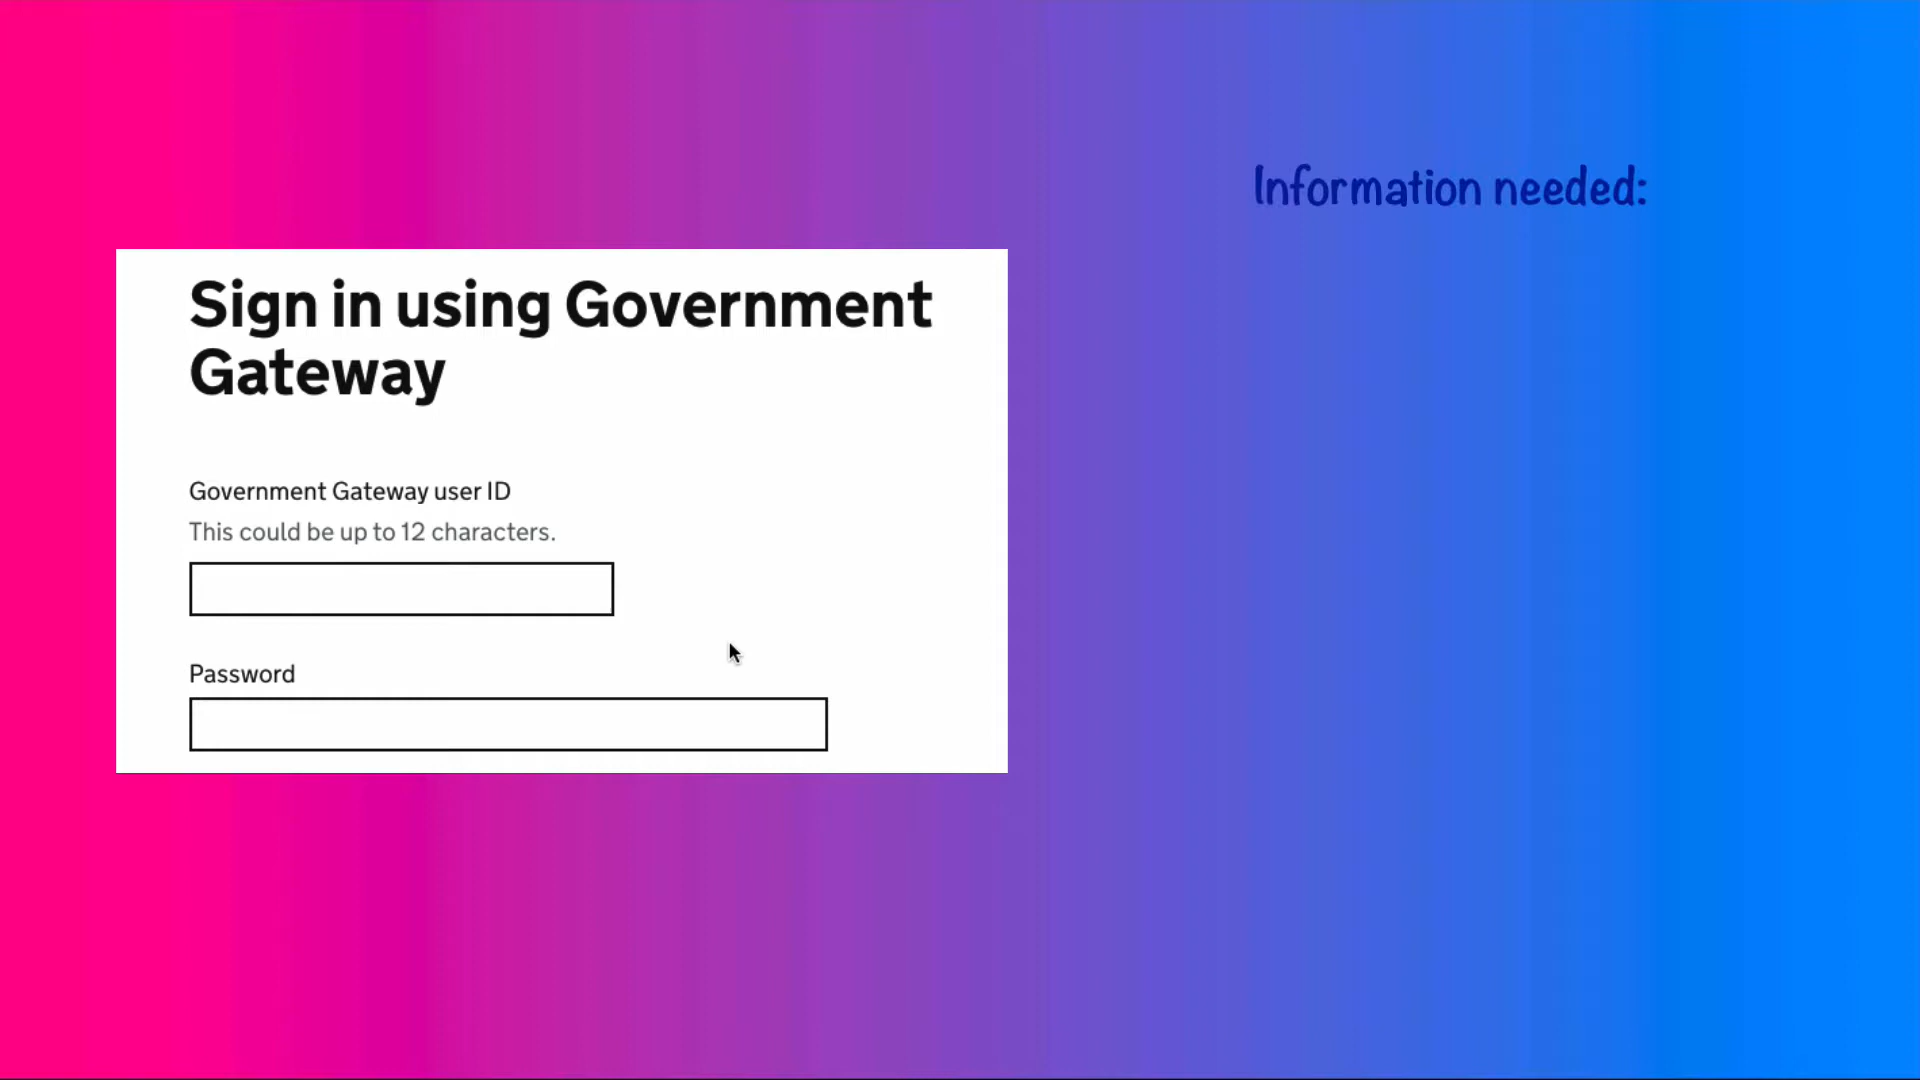 Information needed:
Sign in using Government
Gateway
Government Gateway user ID
This could be up to 12 characters.
Password